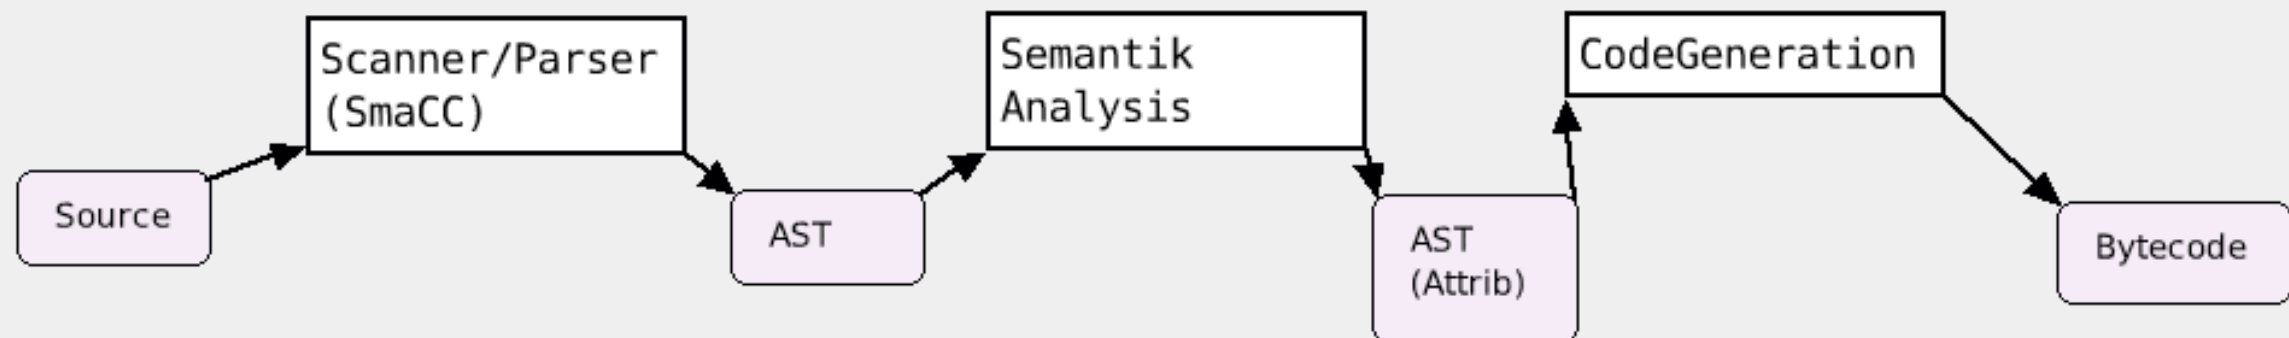 Source
Scanner/Parser
(SmaCC)
AST
Semantik
Analysis
AST
(Attrib)
CodeGeneration
Bytecode